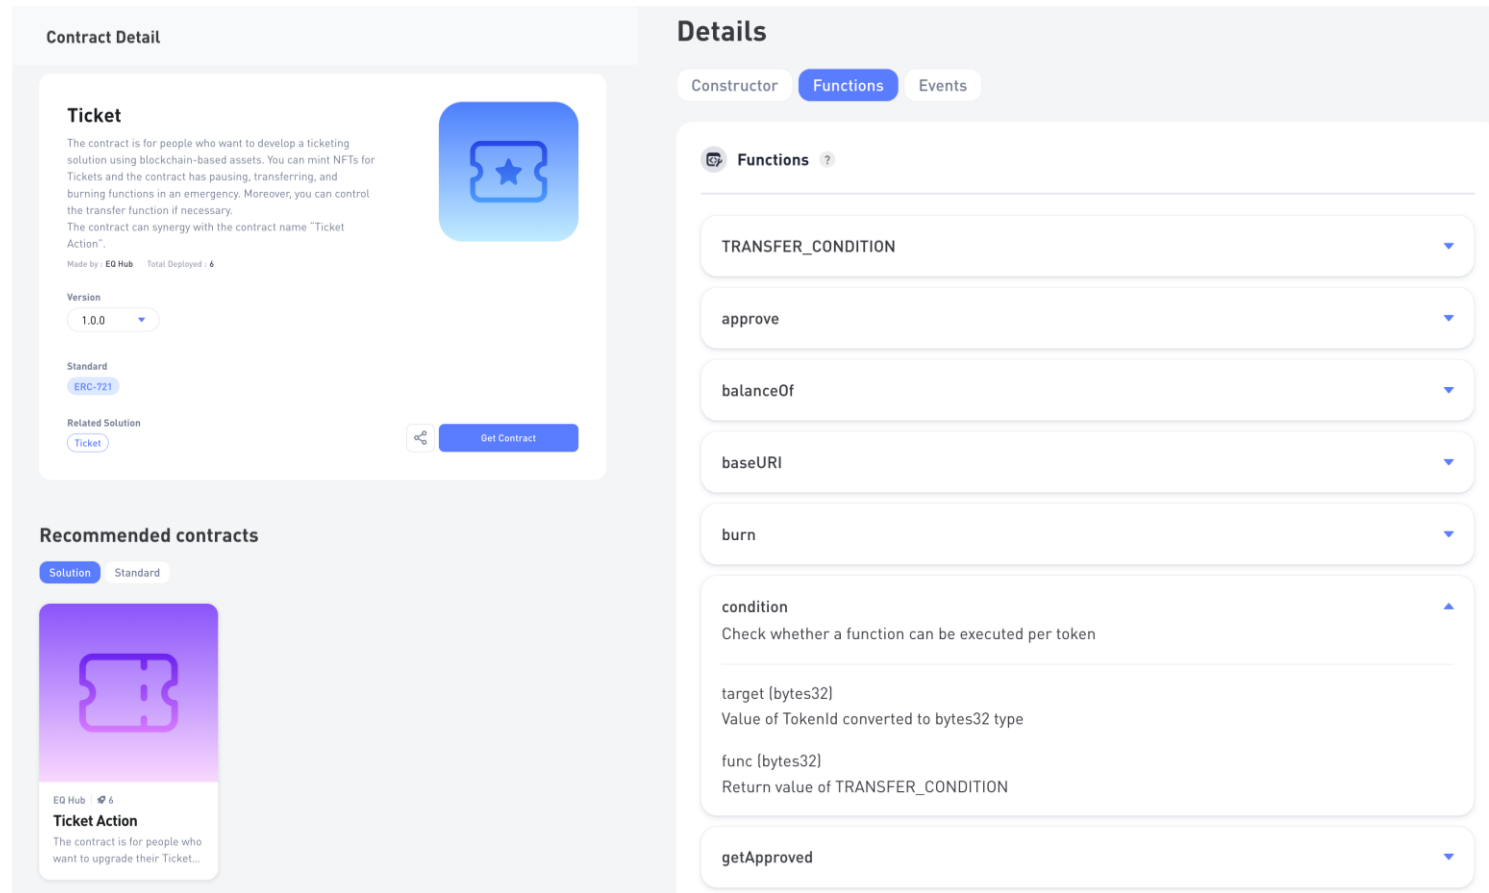 Contract Detail
Ticket
The contract is for people who want to develop a ticketing
solution using blockchain-based assets. You can mint NFTs for
Tickets and the contract has pausing, transferring, and
burning functions in an emergency. Moreover, you can control
the transfer function if necessary.
The contract can synergy with the contract name “Ticket
Action”.
Made by : EQ Hub Total Deployed : 6
Version
1.0.0
Standard
ERC-721
Related Solution
Ticket
Get Contract
Recommended contracts
Solution Standard
EQ Hub 6
Ticket Action
The contract is for people who
want to upgrade their Ticket...
Details
Constructor Functions Events
Functions ?
TRANSFER_CONDITION
approve
balanceOf
baseURI
burn
condition
Check whether a function can be executed per token
target (bytes32)
Value of TokenId converted to bytes32 type
func (bytes32)
Return value of TRANSFER_CONDITION
getApproved